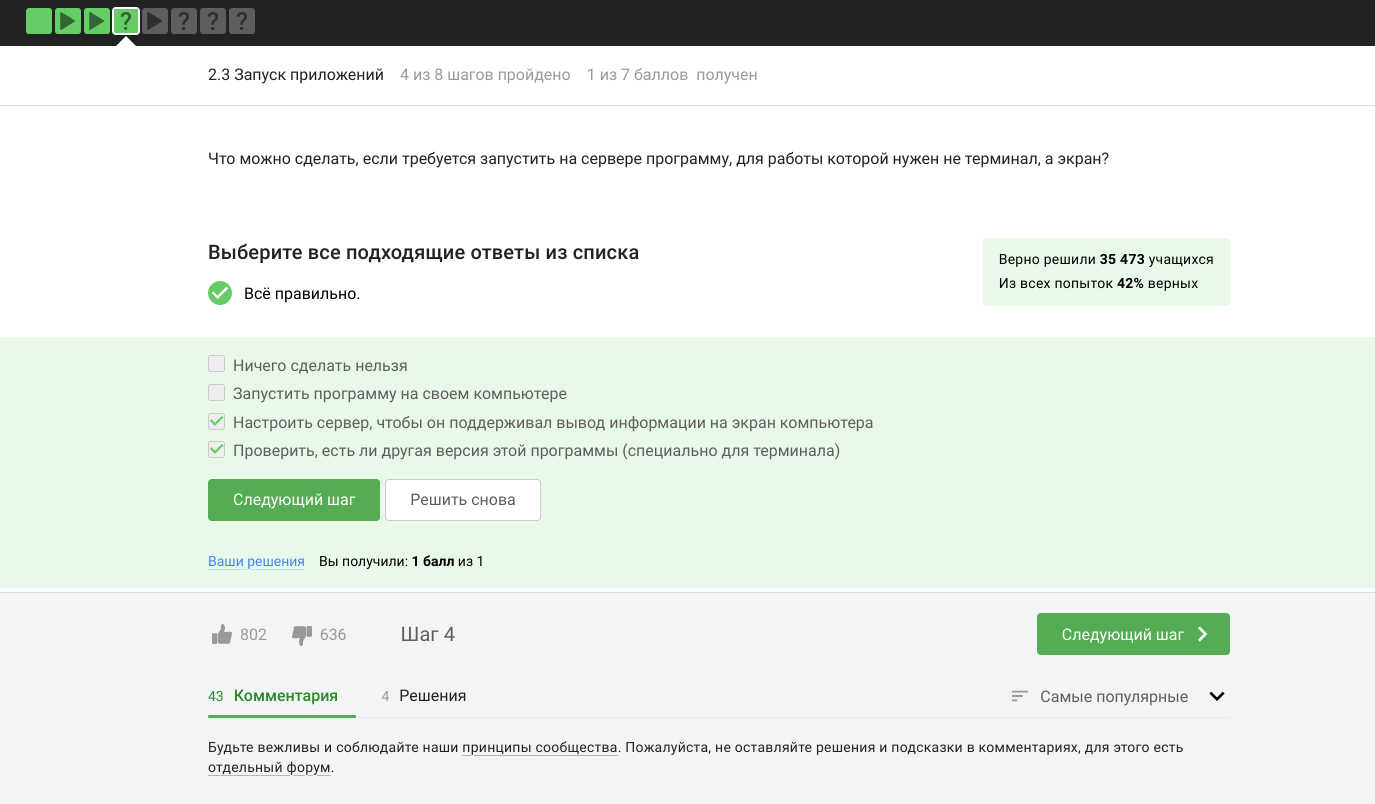 ? ? ? ?
2.3 Запуск приложений 4 из 8 шагов пройдено 1 из 7 баллов получен
Что можно сделать, если требуется запустить на сервере программу, для работы которой нужен не терминал, а экран?
Выберите все подходящие ответы из списка
Всё правильно.
Верно решили 35 473 учащихся
Из всех попыток 42% верных
Ничего сделать нельзя
Запустить программу на своем компьютере
Настроить сервер, чтобы он поддерживал вывод информации на экран компьютера
Проверить, есть ли другая версия этой программы (специально для терминала)
Следующий шаг Решить снова
Ваши решения Вы получили: 1 балл из 1
802 636 Шаг 4 Следующий шаг
43 Комментария 4 Решения Самые популярные
Будьте вежливы и соблюдайте наши принципы сообщества. Пожалуйста, не оставляйте решения и подсказки в комментариях, для этого есть
отдельный форум.